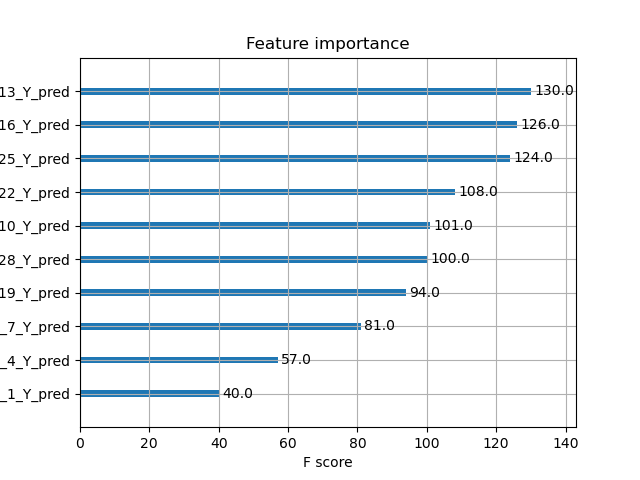 Feature importance
13_Y_pred 130.0
16_Y_pred 126.0
25_Y_pred 124.0
22_Y_pred 108.0
10_Y_pred 101.0
28_Y_pred 100.0
19_Y_pred 94.0
_7_Y_pred 81.0
_4_Y_pred 57.0
_1_Y_pred 40.0
0 20 40 60 80 100 120 140
F score